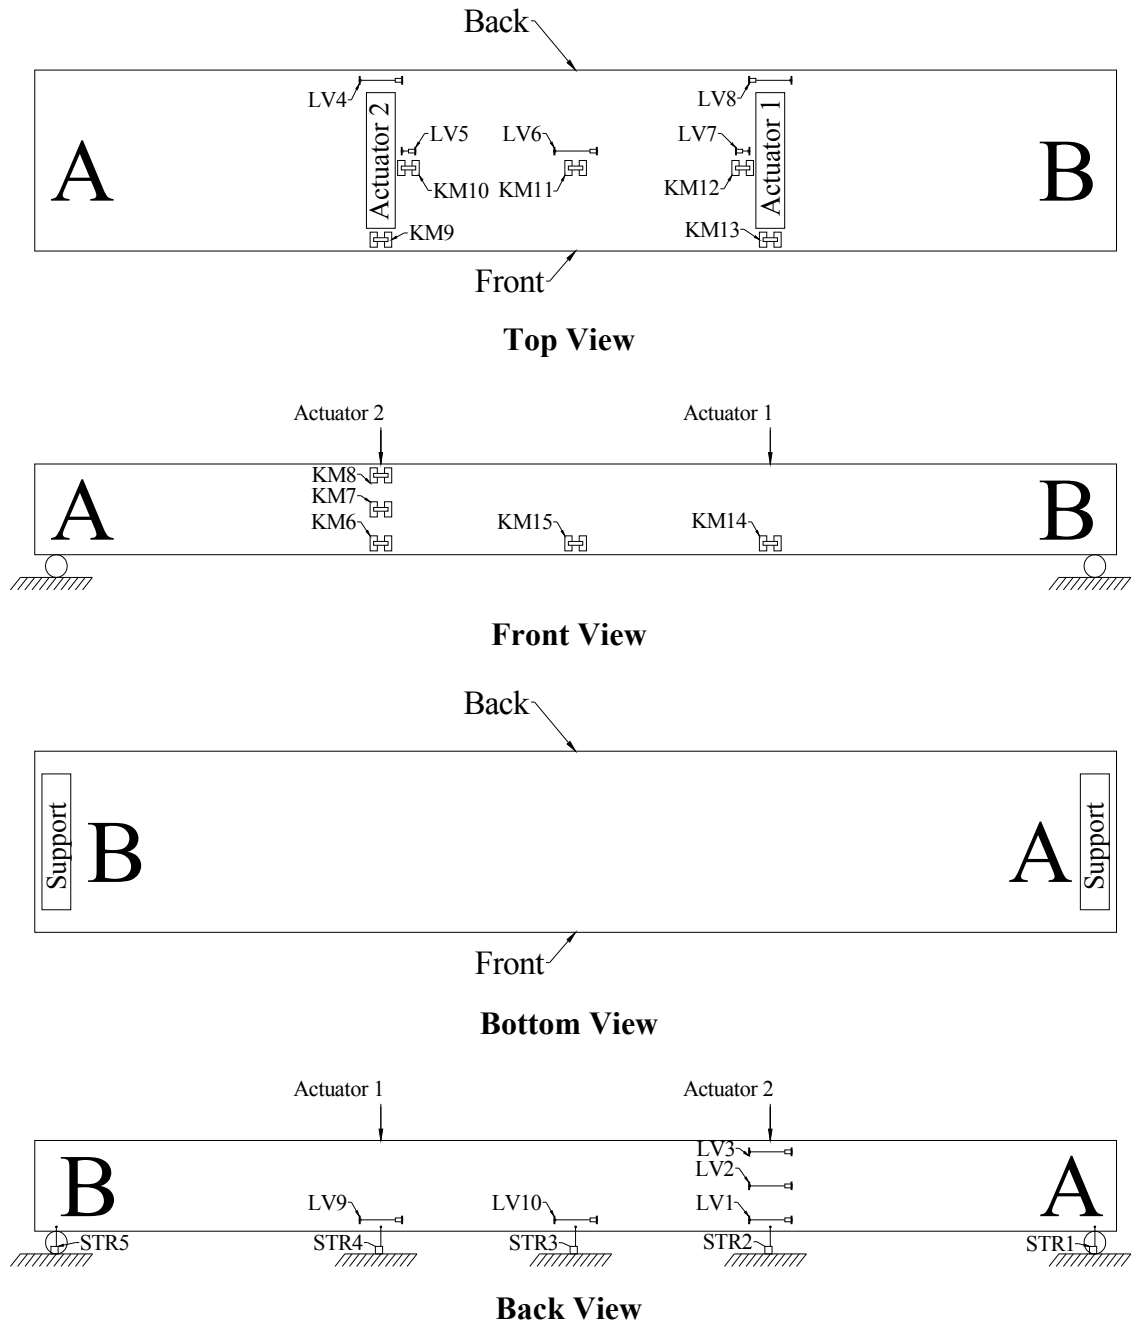 Back
LV4
LV8
Actuator 2
Actuator 1
LV5
LV6
LV7
A
B
KM10
KM11
KM12
KM9
KM13
Front
Top View
Actuator 2
Actuator 1
KM8
KM7
KM6
KM15
KM14
A
B
Front View
Back
Support
B
A
Support
Front
Bottom View
Actuator 1
Actuator 2
LV3
LV2
LV9
LV10
LV1
B
A
STR5
STR4
STR3
STR2
STR1
Back View